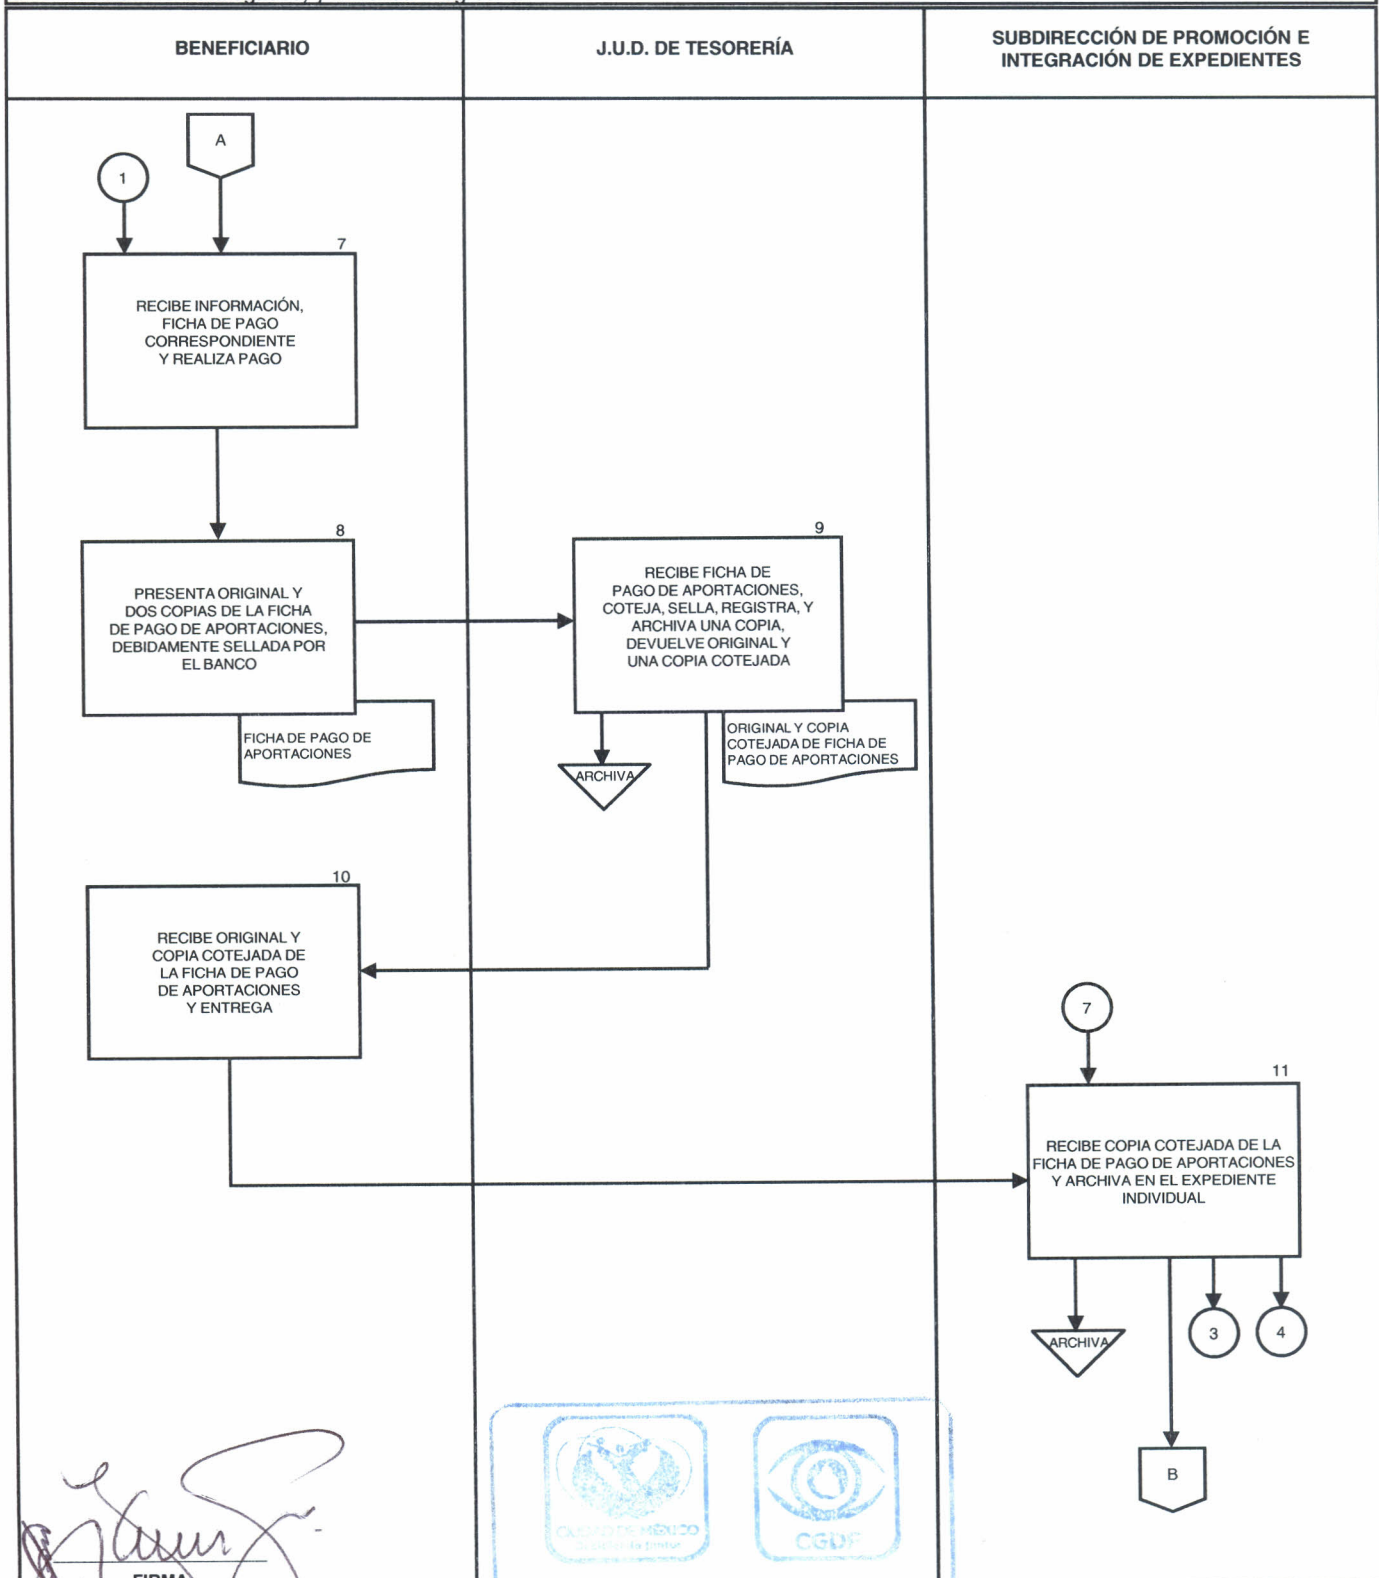 BENEFICIARIO
J.U.D. DE TESORERÍA
SUBDIRECCIÓN DE PROMOCIÓN E
INTEGRACIÓN DE EXPEDIENTES
A
1
7
RECIBE INFORMACIÓN,
FICHA DE PAGO
CORRESPONDIENTE
Y REALIZA PAGO
8
PRESENTA ORIGINAL Y
DOS COPIAS DE LA FICHA
DE PAGO DE APORTACIONES,
DEBIDAMENTE SELLADA POR
EL BANCO
FICHA DE PAGO DE
APORTACIONES
9
RECIBE FICHA DE
PAGO DE APORTACIONES,
COTEJA, SELLA, REGISTRA, Y
ARCHIVA UNA COPIA,
DEVUELVE ORIGINAL Y
UNA COPIA COTEJADA
ORIGINAL Y COPIA
COTEJADA DE FICHA DE
PAGO DE APORTACIONES
ARCHIVA
10
RECIBE ORIGINAL Y
COPIA COTEJADA DE
LA FICHA DE PAGO
DE APORTACIONES
Y ENTREGA
7
11
RECIBE COPIA COTEJADA DE LA
FICHA DE PAGO DE APORTACIONES
Y ARCHIVA EN EL EXPEDIENTE
INDIVIDUAL
ARCHIVA
3
4
B
CIUDAD DE MÉXICO
CGDF
FIRMA